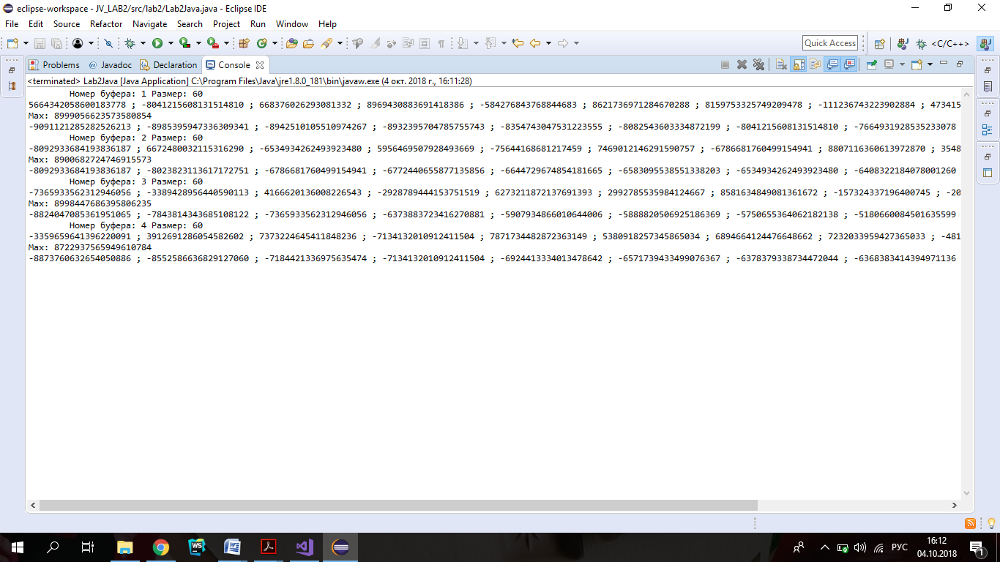 eclipse-workspace - JV_LAB2/src/lab2/Lab2Java.java - Eclipse IDE
File Edit Source Refactor Navigate Search Project Run Window Help
Quick Access <C/C++>
Problems @ Javadoc Declaration Console
<terminated> Lab2Java [Java Application] C:\Program Files\Java\jre1.8.0_181\bin\javaw.exe (4 окт. 2018 г., 16:11:28)
Номер буфера: 1 Размер: 60
5664342058600183778 ; -8041215608131514810 ; 668376026293081332 ; 8969430883691418386 ; -584276843768844683 ; 8621736971284670288 ; 8159753325749209478 ; -111236743223902884 ; 473415
Max: 8999056623573580854
-9091121285282526213 ; -8985395947336309341 ; -8942510105510974267 ; -8932395704785755743 ; -8354743047531223555 ; -8082543603334872199 ; -8041215608131514810 ; -7664931928535233078
Номер буфера: 2 Размер: 60
-8092933684193836187 ; 6672480032115316290 ; -6534934262493923480 ; 5956469507928493669 ; -75644168681217459 ; 7469012146291590757 ; -6786681760499154941 ; 8807116360613972870 ; 3548
Max: 8900682724746915573
-8092933684193836187 ; -8023823113617172751 ; -6786681760499154941 ; -6772440655877135856 ; -6644729674854181665 ; -6583095538551338203 ; -6534934262493923480 ; -6408322184078001260
Номер буфера: 3 Размер: 60
-7365933562312946056 ; -3389428956440590113 ; 4166620136008226543 ; -2928789444153751519 ; 6273211872137691393 ; 2992785535984124667 ; 8581634849081361672 ; -157324337196400745 ; -20
Max: 8998447686395806235
-8824047085361951065 ; -7843814343685108122 ; -7365933562312946056 ; -6373883723416270881 ; -5907934866010644006 ; -5888820506925186369 ; -5750655364062182138 ; -5180660084501635599
Номер буфера: 4 Размер: 60
-3359659641396220091 ; 3912691286054582602 ; 7373224645411848236 ; -7134132010912411504 ; 7871734482872363149 ; 5380918257345865034 ; 6894664124476648662 ; 7232033959427365033 ; -481
Max: 8722937565949610784
-8873760632654050886 ; -8552586636829127060 ; -7184421336975635474 ; -7134132010912411504 ; -6924413334013478642 ; -6571739433499076367 ; -6378379338734472044 ; -6368383414394971136
РУС
16:12
04.10.2018
1